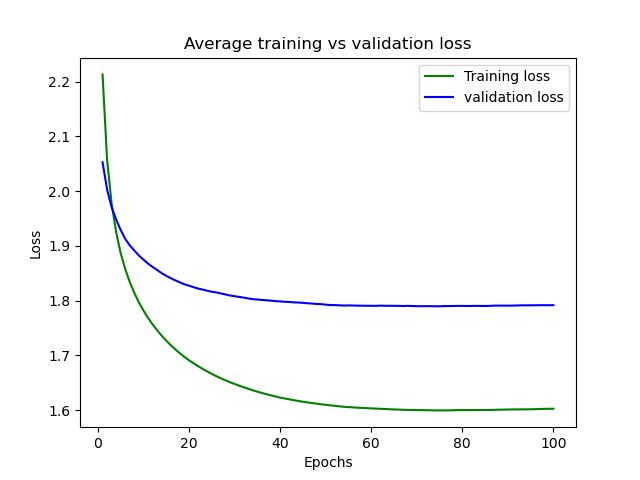 Average training vs validation loss
Training loss
validation loss
Loss
2.2
2.1
2.0
1.9
1.8
1.7
1.6
0 20 40 60 80 100
Epochs